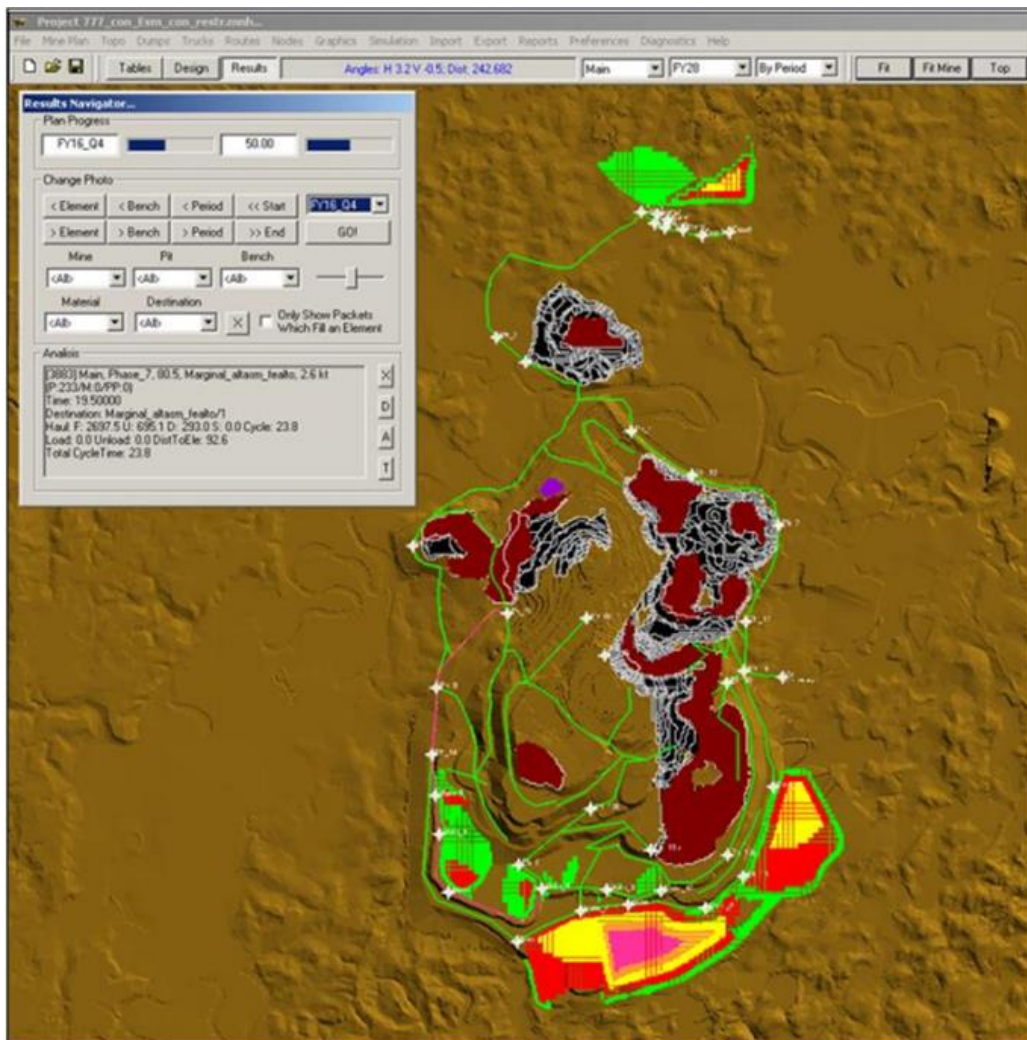 Project 777_con_Esms_con_restr.mmh...
File Mine Plan Topo Dumps Trucks Routes Nodes Graphics Simulation Import Export Reports Preferences Diagnostics Help
Tables Design Results Angles: H 3.2 V -0.5; Dist: 242.682 Main FY28 By Period Fit Fit Mine Top
Results Navigator...
Plan Progress
FY16_Q4 50.00
Change Photo
< Element < Bench < Period << Start FY16_Q4
> Element > Bench > Period >> End GO!
Mine Pit Bench
<All> <All> <All>
Material Destination
<All> <All> X Only Show Packets
Which Fill an Element
Analisis
[3883] Main, Phase_7, 80.5, Marginal_altasm_fealto, 2.6 kt
(P:233/M:0/PP:0)
Time: 19.50000
Destination: Marginal_altasm_fealto/1
Haul: F: 2697.5 U: 695.1 D: 293.0 S: 0.0 Cycle: 23.8
Load: 0.0 Unload: 0.0 DistToEle: 92.6
Total CycleTime: 23.8
X
D
A
T